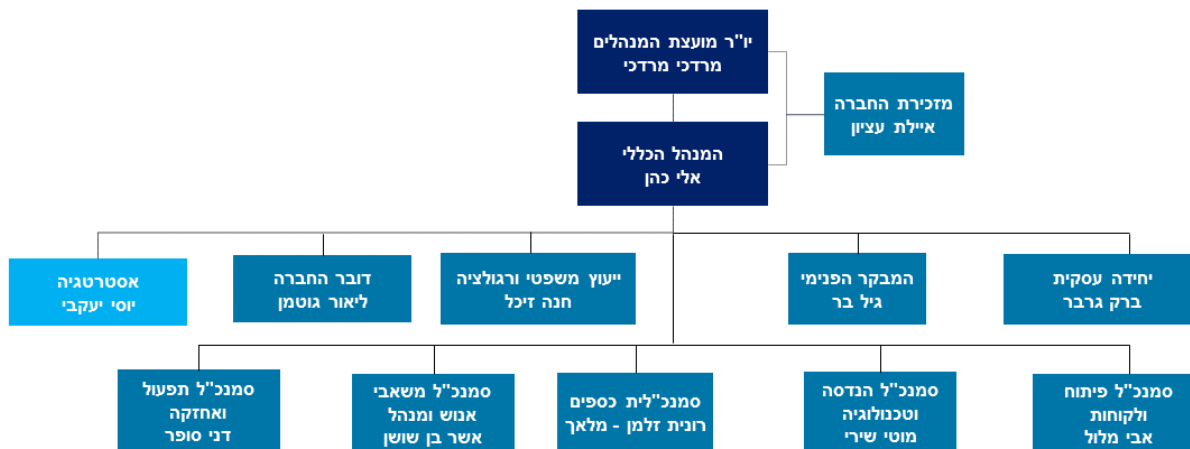 יו"ר מועצת המנהלים
מרדכי מרדכי
מזכירת החברה
איילת עציון
המנהל הכללי
אלי כהן
יחידה עסקית
ברק גרבר
המבקר הפנימי
גיל בר
ייעוץ משפטי ורגולציה
חנה זיכל
דובר החברה
ליאור גוטמן
אסטרטגיה
יוסי יעקבי
סמנכ"ל פיתוח
ולקוחות
אבי מלול
סמנכ"ל הנדסה
וטכנולוגיה
מוטי שירי
סמנכ"לית כספים
רונית זלמן - מלאך
סמנכ"ל משאבי
אנוש ומנהל
אשר בן שושן
סמנכ"ל תפעול
ואחזקה
דני סופר